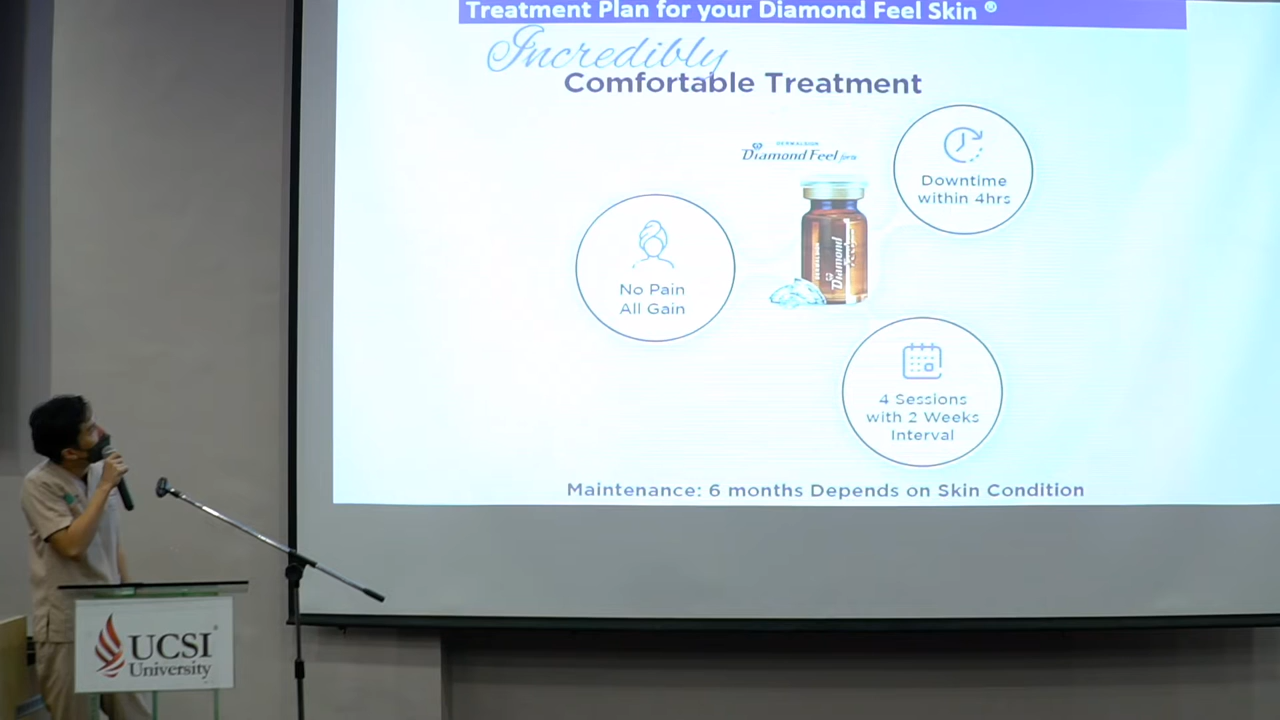 Treatment Plan for your Diamond Feel Skin ®
Incredibly
Comfortable Treatment
Diamond Feel
Downtime
within 4hrs
No Pain
All Gain
Diamond
4 Sessions
with 2 Weeks
Interval
Maintenance: 6 months Depends on Skin Condition
UCSI
University